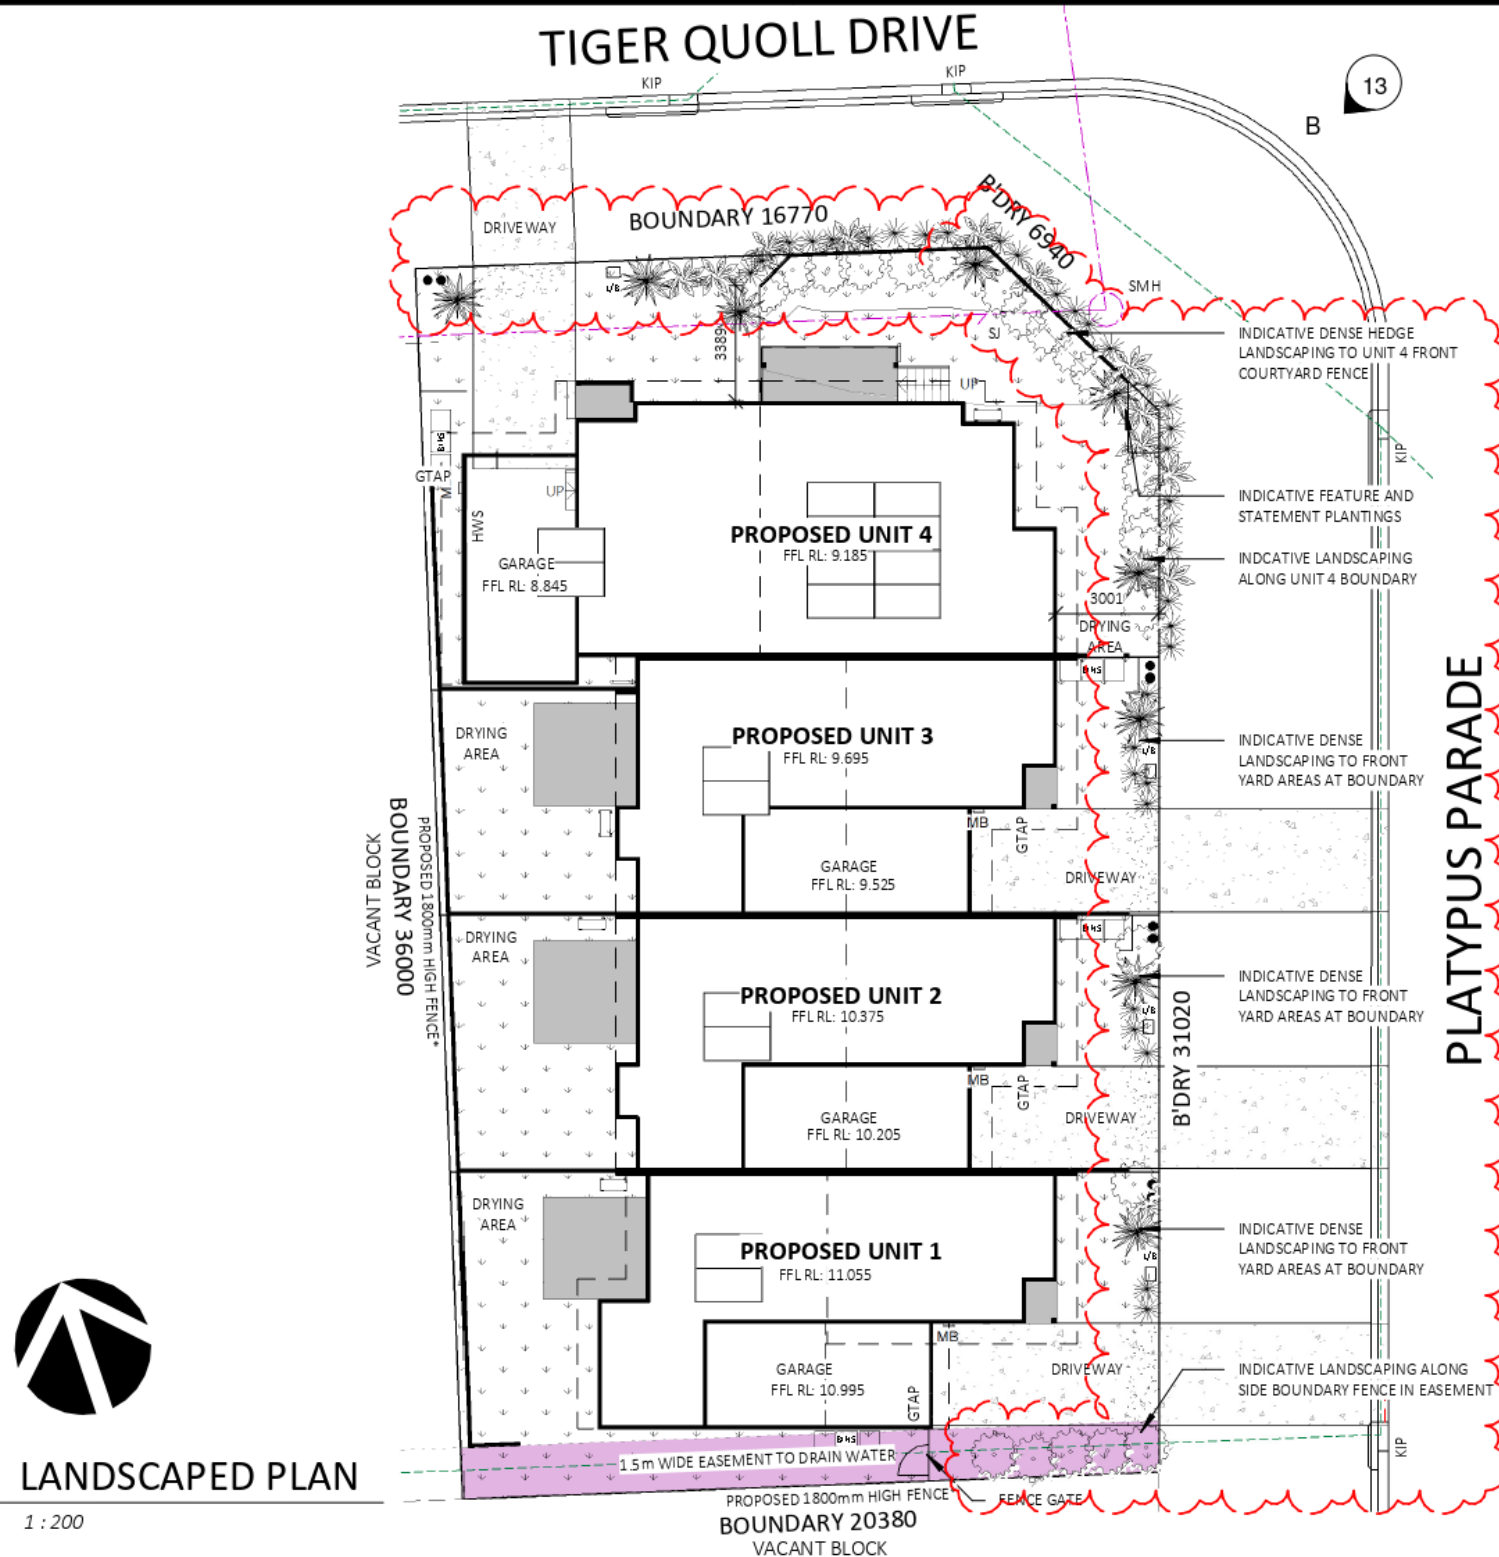 TIGER QUOLL DRIVE
KIP
KIP
13
B
B'DRY 6940
BOUNDARY 16770
DRIVEWAY
L/B
SMH
SJ
3389
INDICATIVE DENSE HEDGE
LANDSCAPING TO UNIT 4 FRONT
COURTYARD FENCE
UP
KIP
GTAP
M
UP
HWS
INDICATIVE FEATURE AND
STATEMENT PLANTINGS
PROPOSED UNIT 4
FFL RL: 9.185
GARAGE
FFL RL: 8.845
INDCATIVE LANDSCAPING
ALONG UNIT 4 BOUNDARY
3001
DRYING
AREA
PLATYPUS PARADE
DRYING
AREA
PROPOSED UNIT 3
FFL RL: 9.695
L/B
INDICATIVE DENSE
LANDSCAPING TO FRONT
YARD AREAS AT BOUNDARY
MB
GTAP
GARAGE
FFL RL: 9.525
DRIVEWAY
VACANT BLOCK
BOUNDARY 36000
PROPOSED 1800mm HIGH FENCE*
DRYING
AREA
PROPOSED UNIT 2
FFL RL: 10.375
L/B
INDICATIVE DENSE
LANDSCAPING TO FRONT
YARD AREAS AT BOUNDARY
B'DRY 31020
MB
GTAP
GARAGE
FFL RL: 10.205
DRIVEWAY
DRYING
AREA
PROPOSED UNIT 1
FFL RL: 11.055
L/B
INDICATIVE DENSE
LANDSCAPING TO FRONT
YARD AREAS AT BOUNDARY
MB
GARAGE
FFL RL: 10.995
GTAP
DRIVEWAY
INDICATIVE LANDSCAPING ALONG
SIDE BOUNDARY FENCE IN EASEMENT
KIP
1.5m WIDE EASEMENT TO DRAIN WATER
PROPOSED 1800mm HIGH FENCE
FENCE GATE
BOUNDARY 20380
VACANT BLOCK
LANDSCAPED PLAN
1 : 200